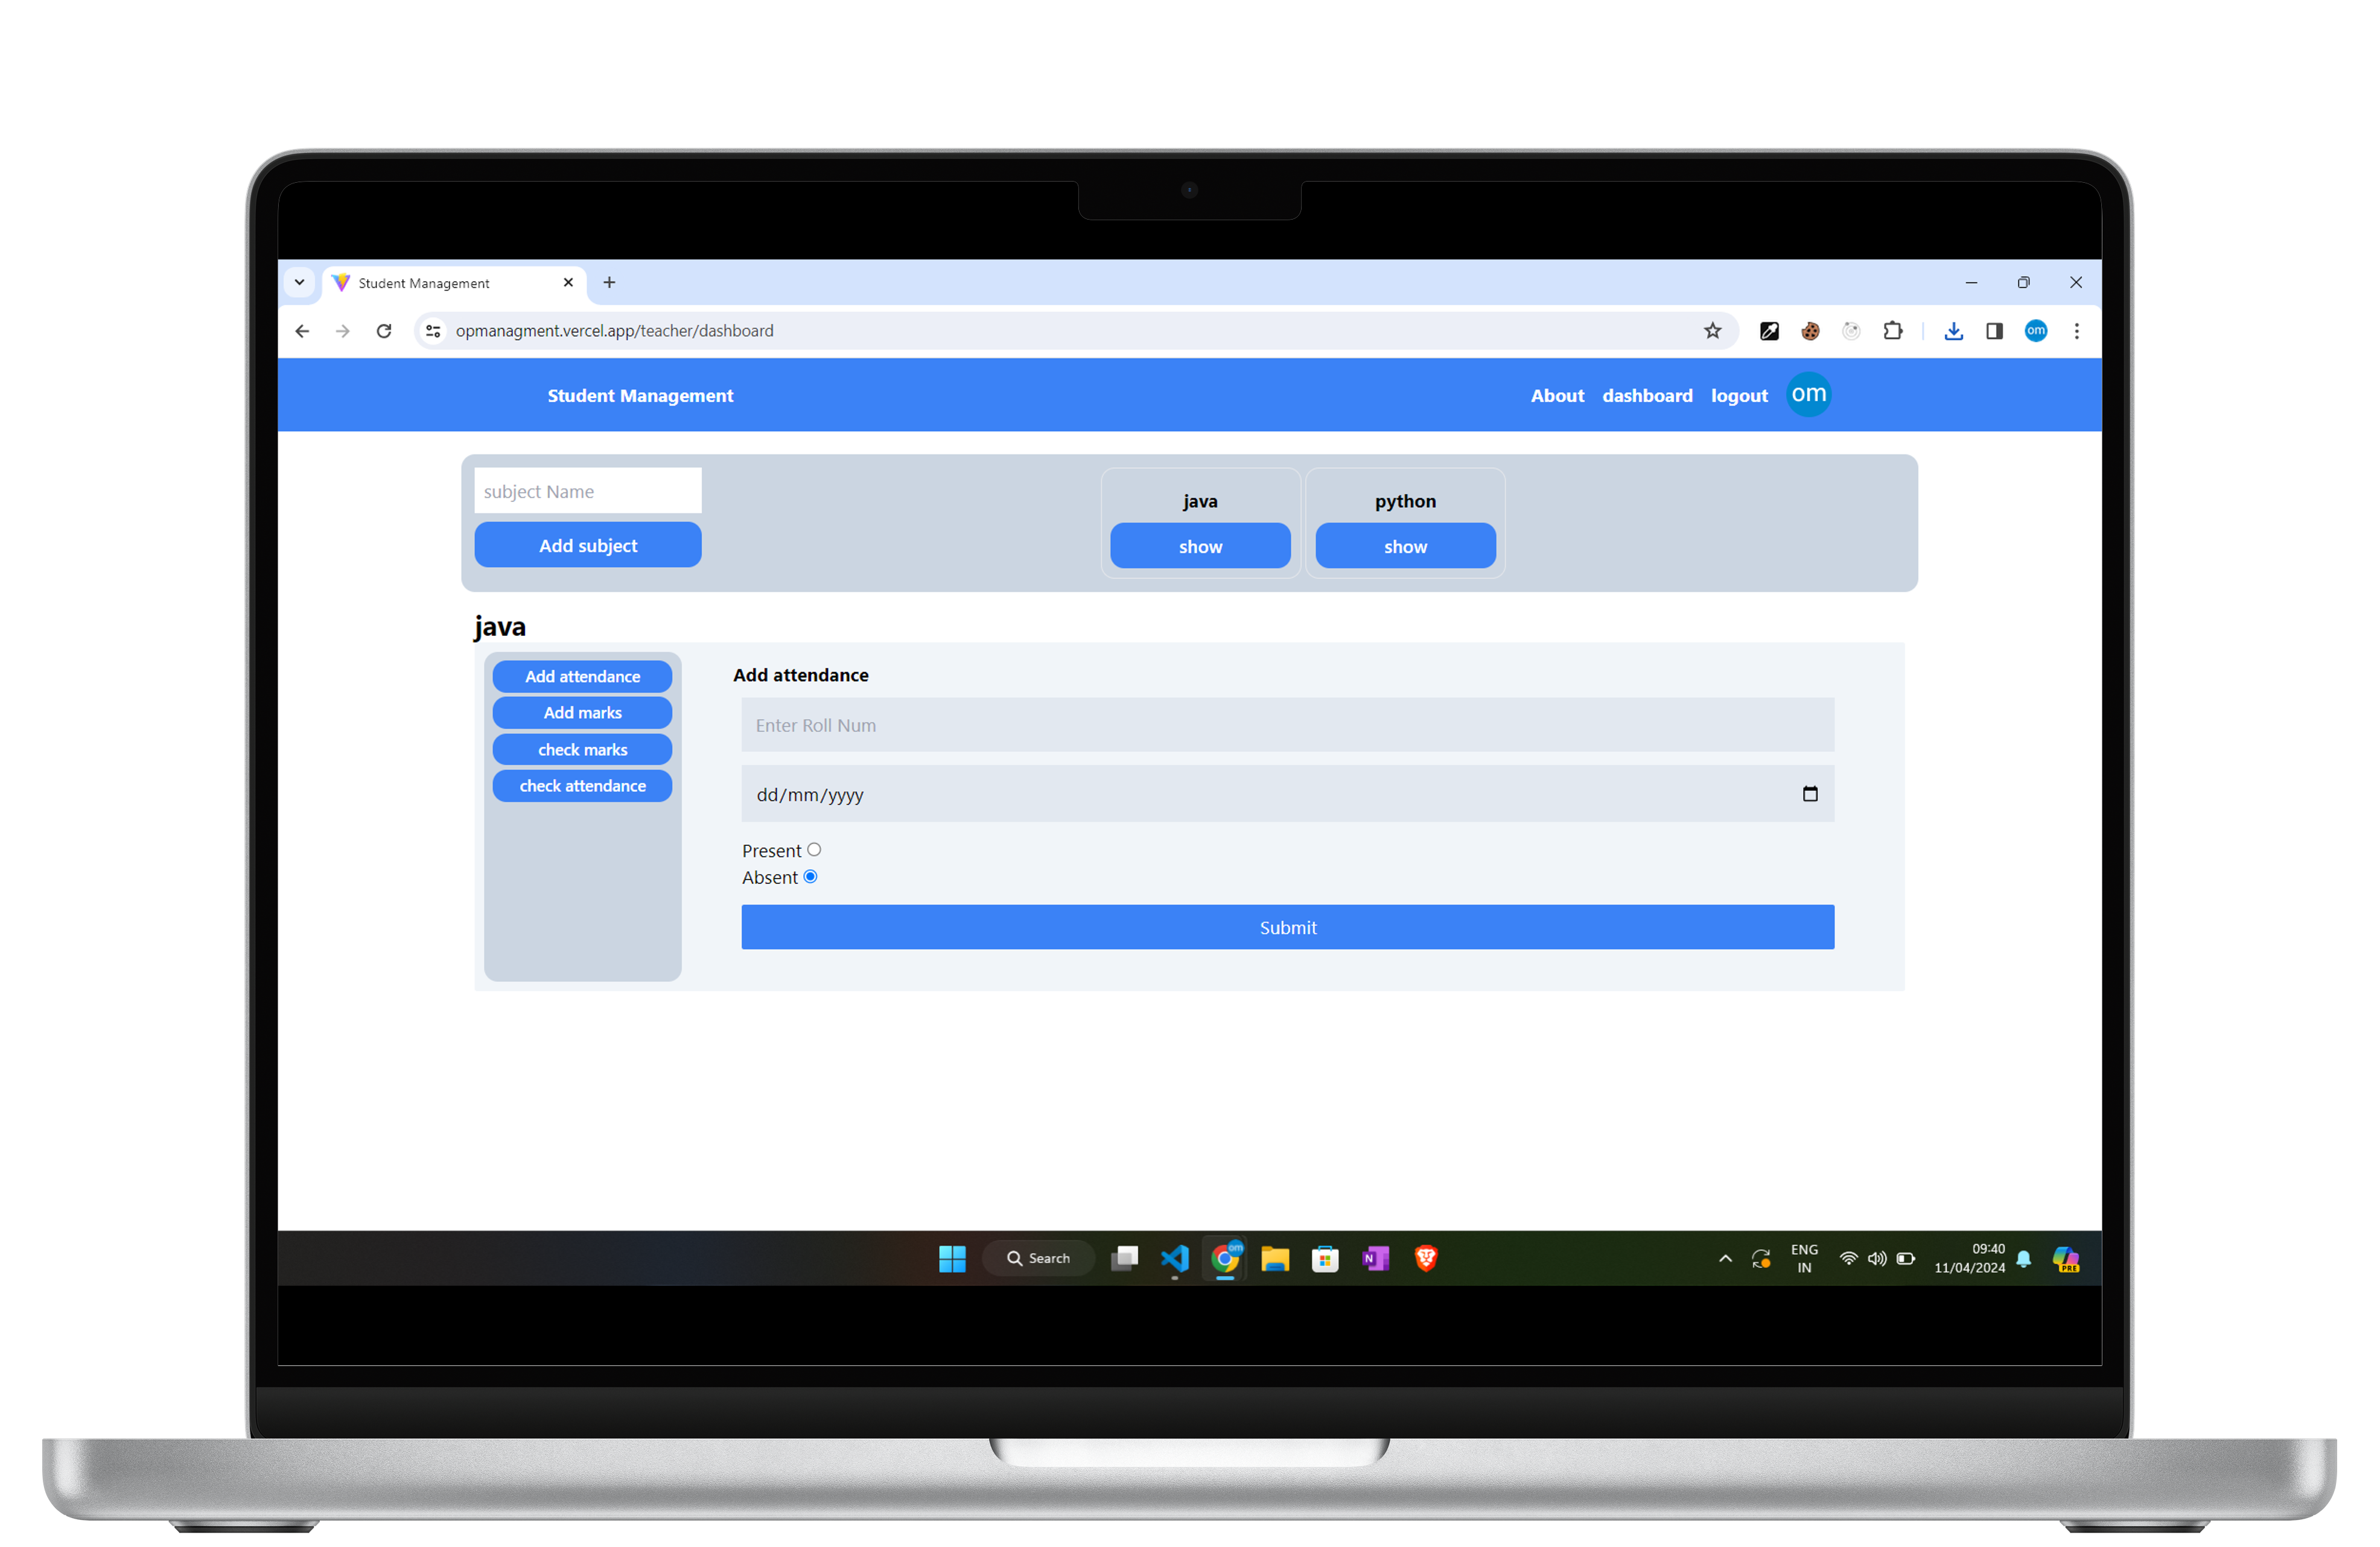 Student Management
opmanagment.vercel.app/teacher/dashboard
om
Student Management
About dashboard logout om
subject Name
Add subject
java
show
python
show
java
Add attendance
Add marks
check marks
check attendance
Add attendance
Enter Roll Num
dd/mm/yyyy
Present
Absent
Submit
Search
om
N
ENG
IN
09:40
11/04/2024
PRE